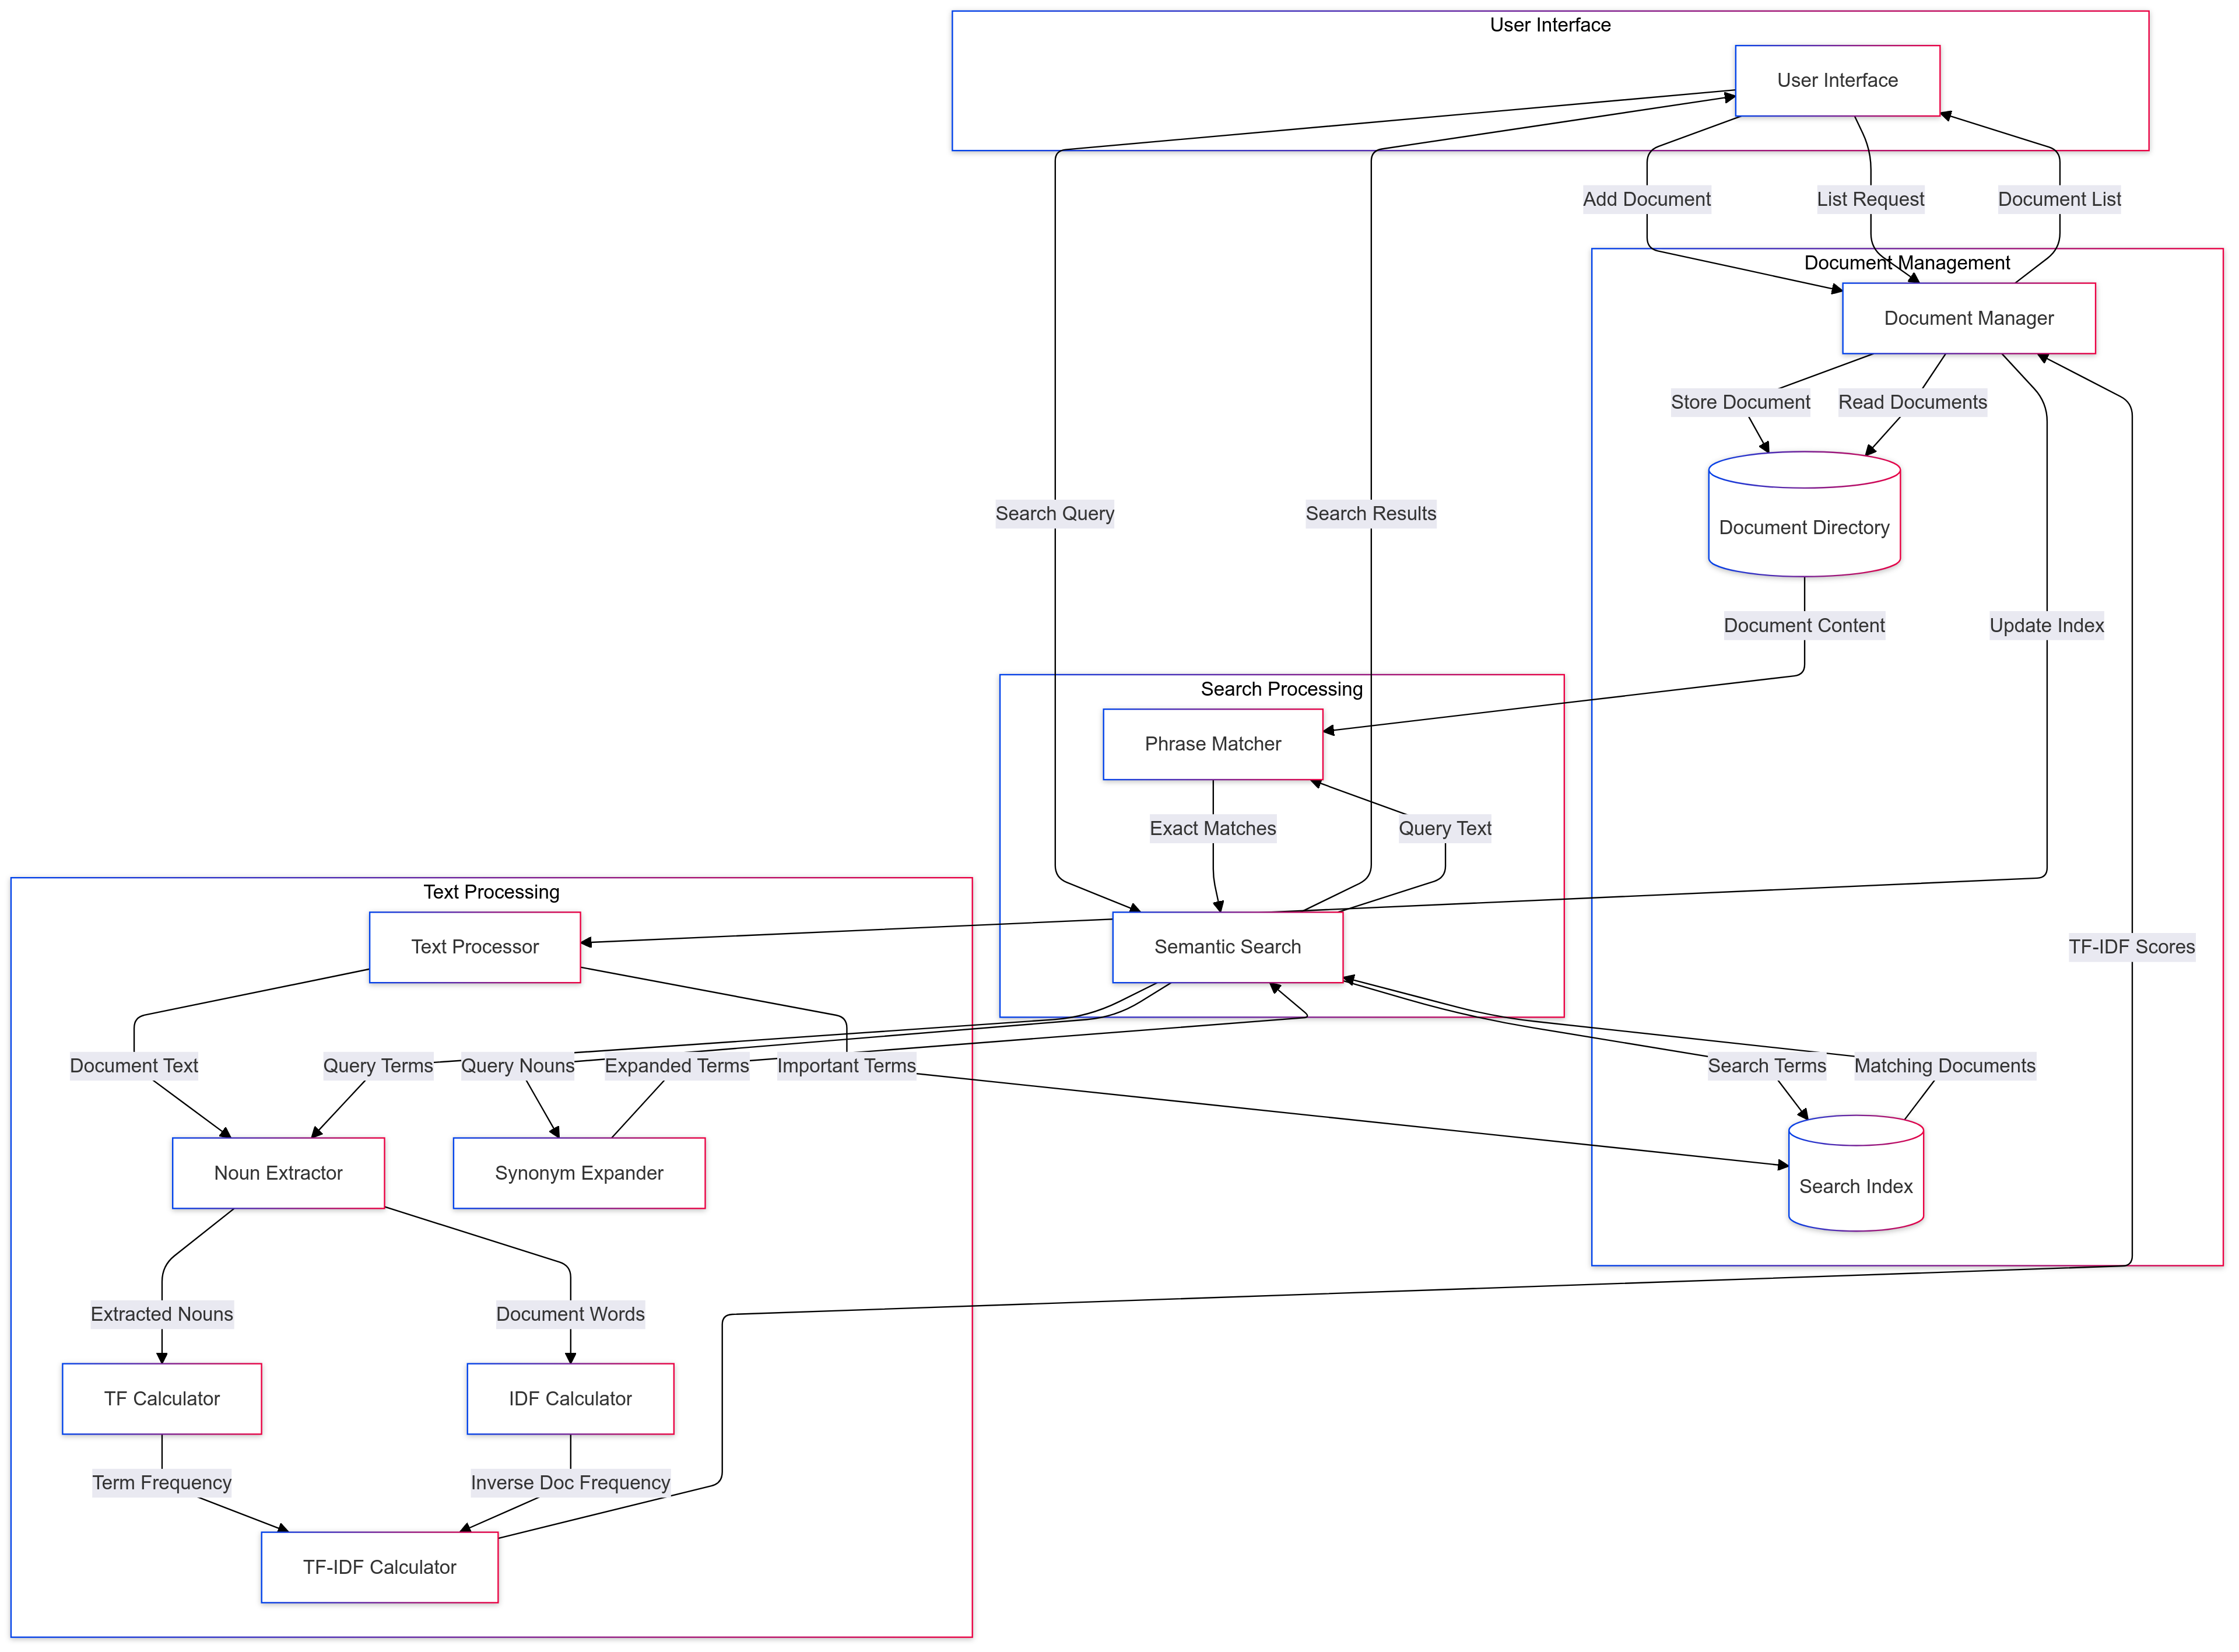 User Interface
User Interface
Add Document
List Request
Document List
Document Management
Document Manager
Store Document
Read Documents
Search Query
Search Results
Document Directory
Document Content
Update Index
Search Processing
Phrase Matcher
Exact Matches
Query Text
Text Processing
Text Processor
Semantic Search
TF-IDF Scores
Document Text
Query Terms
Query Nouns
Expanded Terms
Important Terms
Search Terms
Matching Documents
Noun Extractor
Synonym Expander
Search Index
Extracted Nouns
Document Words
TF Calculator
IDF Calculator
Term Frequency
Inverse Doc Frequency
TF-IDF Calculator